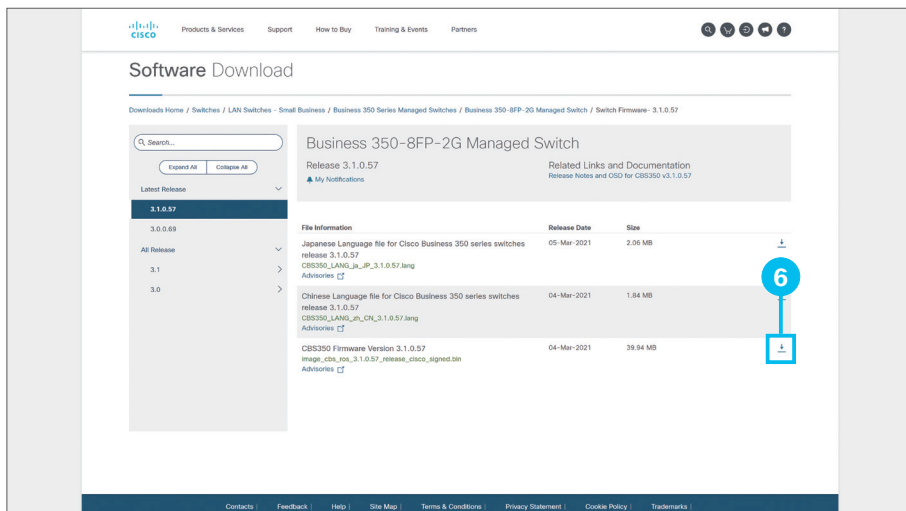 CISCO
Products & Services Support How to Buy Training & Events Partners
Software Download
Downloads Home / Switches / LAN Switches - Small Business / Business 350 Series Managed Switches / Business 350-8FP-2G Managed Switch / Switch Firmware- 3.1.0.57
Search...
Expand All Collapse All
Latest Release
3.1.0.57
3.0.0.69
All Release
3.1
3.0
Business 350-8FP-2G Managed Switch
Release 3.1.0.57
My Notifications
Related Links and Documentation
Release Notes and OSD for CBS350 v3.1.0.57
File Information Release Date Size
Japanese Language file for Cisco Business 350 series switches 05-Mar-2021 2.06 MB
release 3.1.0.57
CBS350_LANG_ja_JP_3.1.0.57.lang
Advisories
6
Chinese Language file for Cisco Business 350 series switches 04-Mar-2021 1.84 MB
release 3.1.0.57
CBS350_LANG_zh_CN_3.1.0.57.lang
Advisories
CBS350 Firmware Version 3.1.0.57 04-Mar-2021 39.94 MB
image_cbs_ros_3.1.0.57_release_cisco_signed.bin
Advisories
Contacts | Feedback | Help | Site Map | Terms & Conditions | Privacy Statement | Cookie Policy | Trademarks |